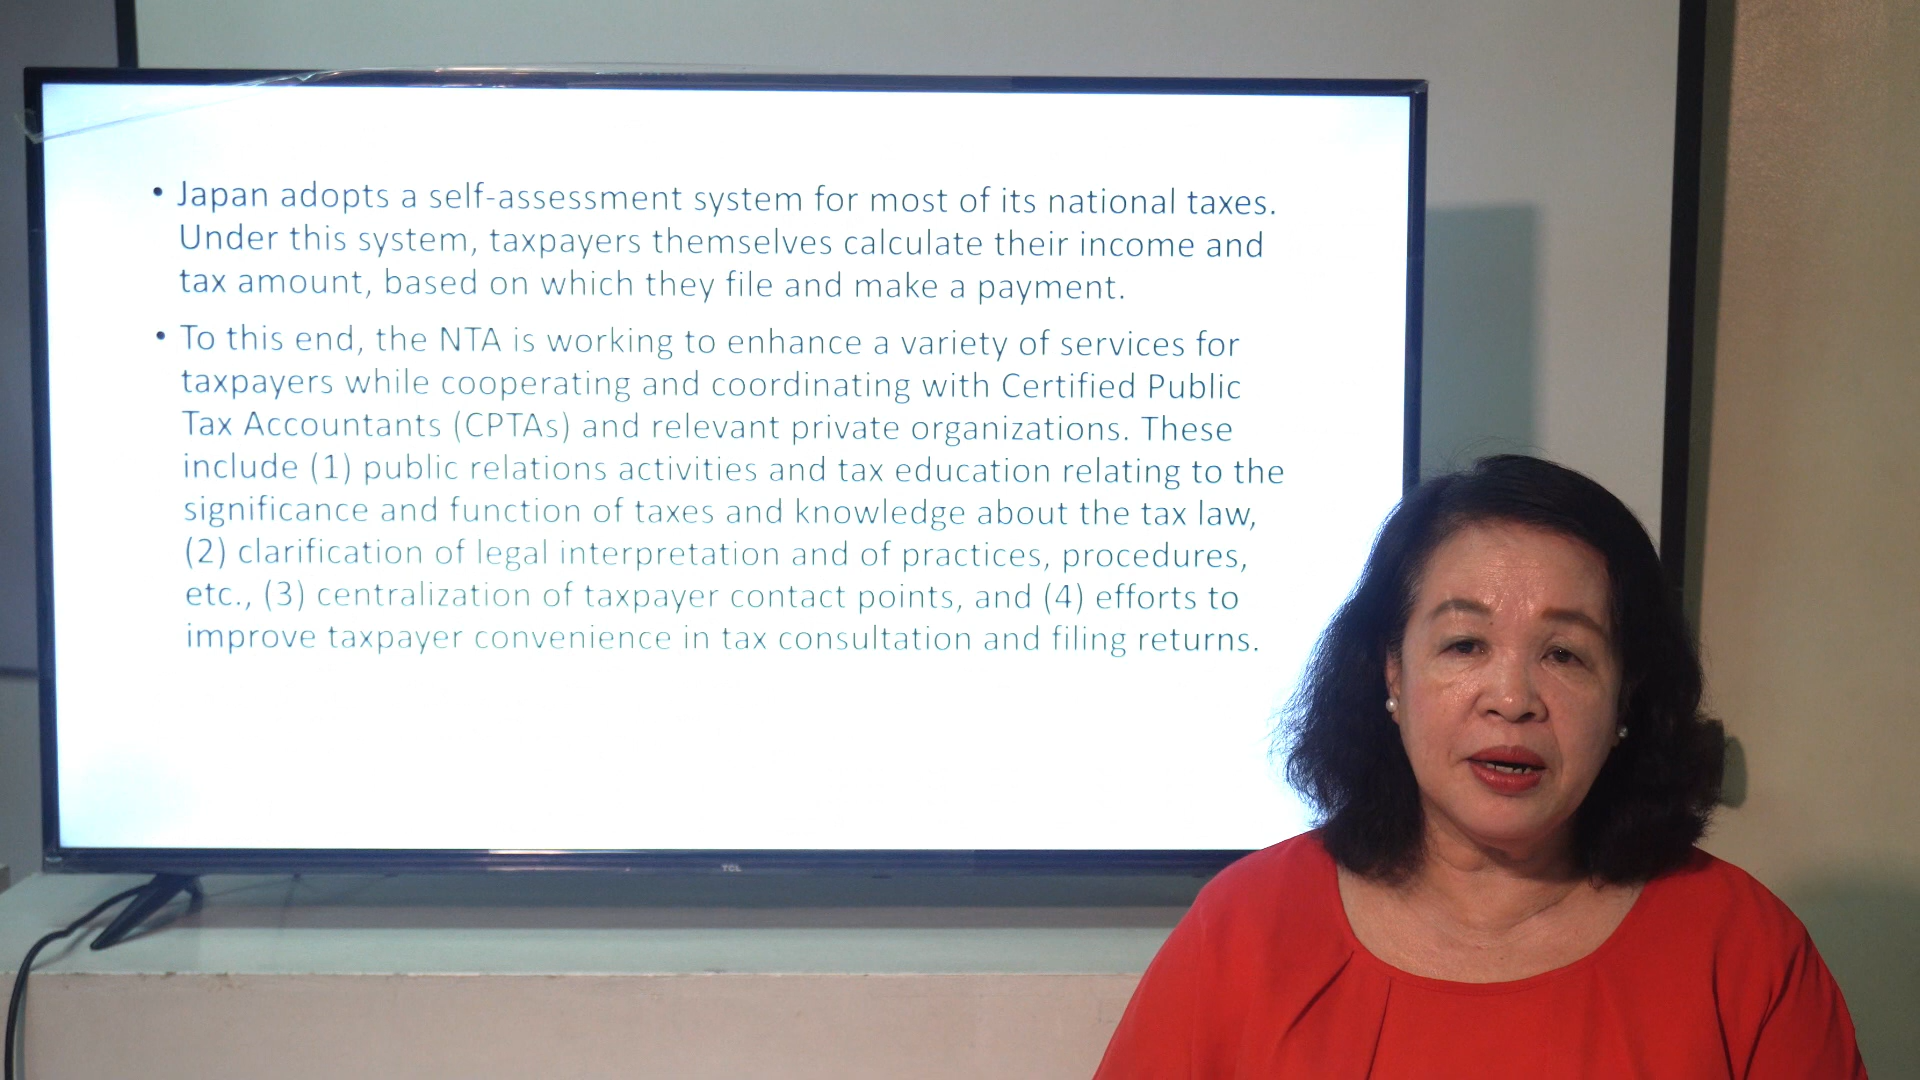 • Japan adopts a self-assessment system for most of its national taxes.
Under this system, taxpayers themselves calculate their income and
tax amount, based on which they file and make a payment.
• To this end, the NTA is working to enhance a variety of services for
taxpayers while cooperating and coordinating with Certified Public
Tax Accountants (CPTAs) and relevant private organizations. These
include (1) public relations activities and tax education relating to the
significance and function of taxes and knowledge about the tax law,
(2) clarification of legal interpretation and of practices, procedures,
etc., (3) centralization of taxpayer contact points, and (4) efforts to
improve taxpayer convenience in tax consultation and filing returns.
TCL